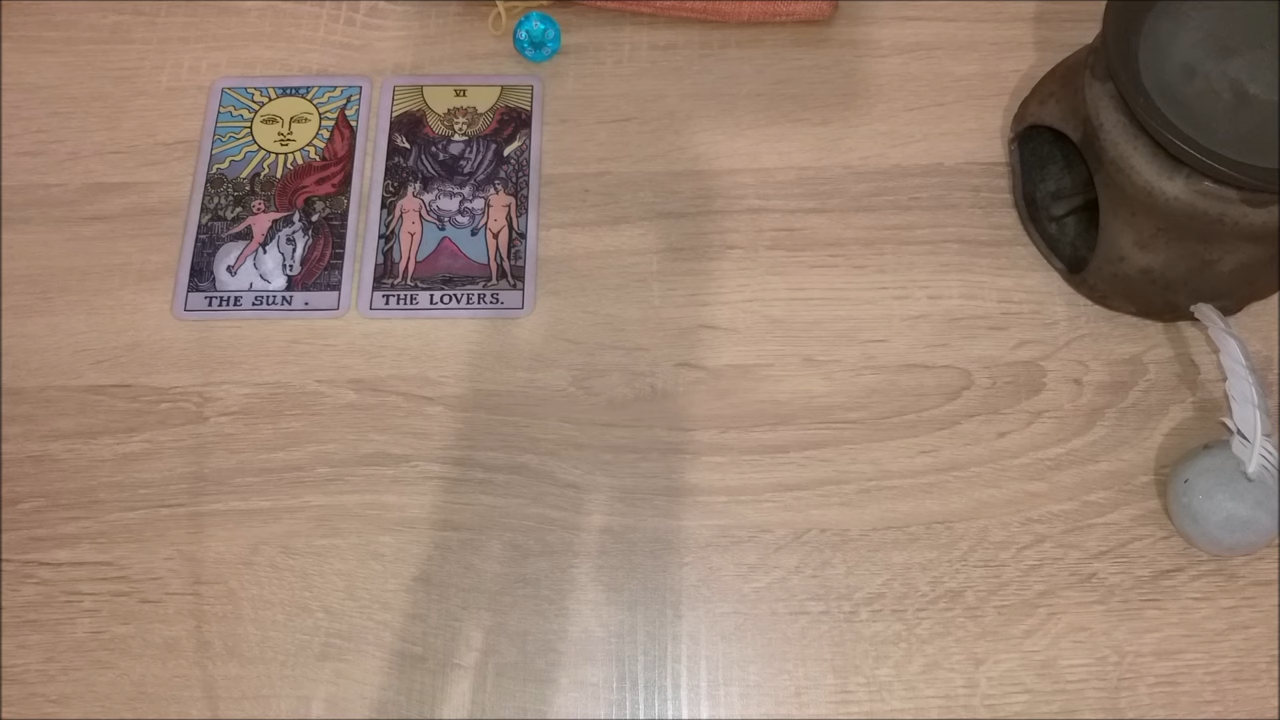 XIX
THE SUN .
VI
THE LOVERS.